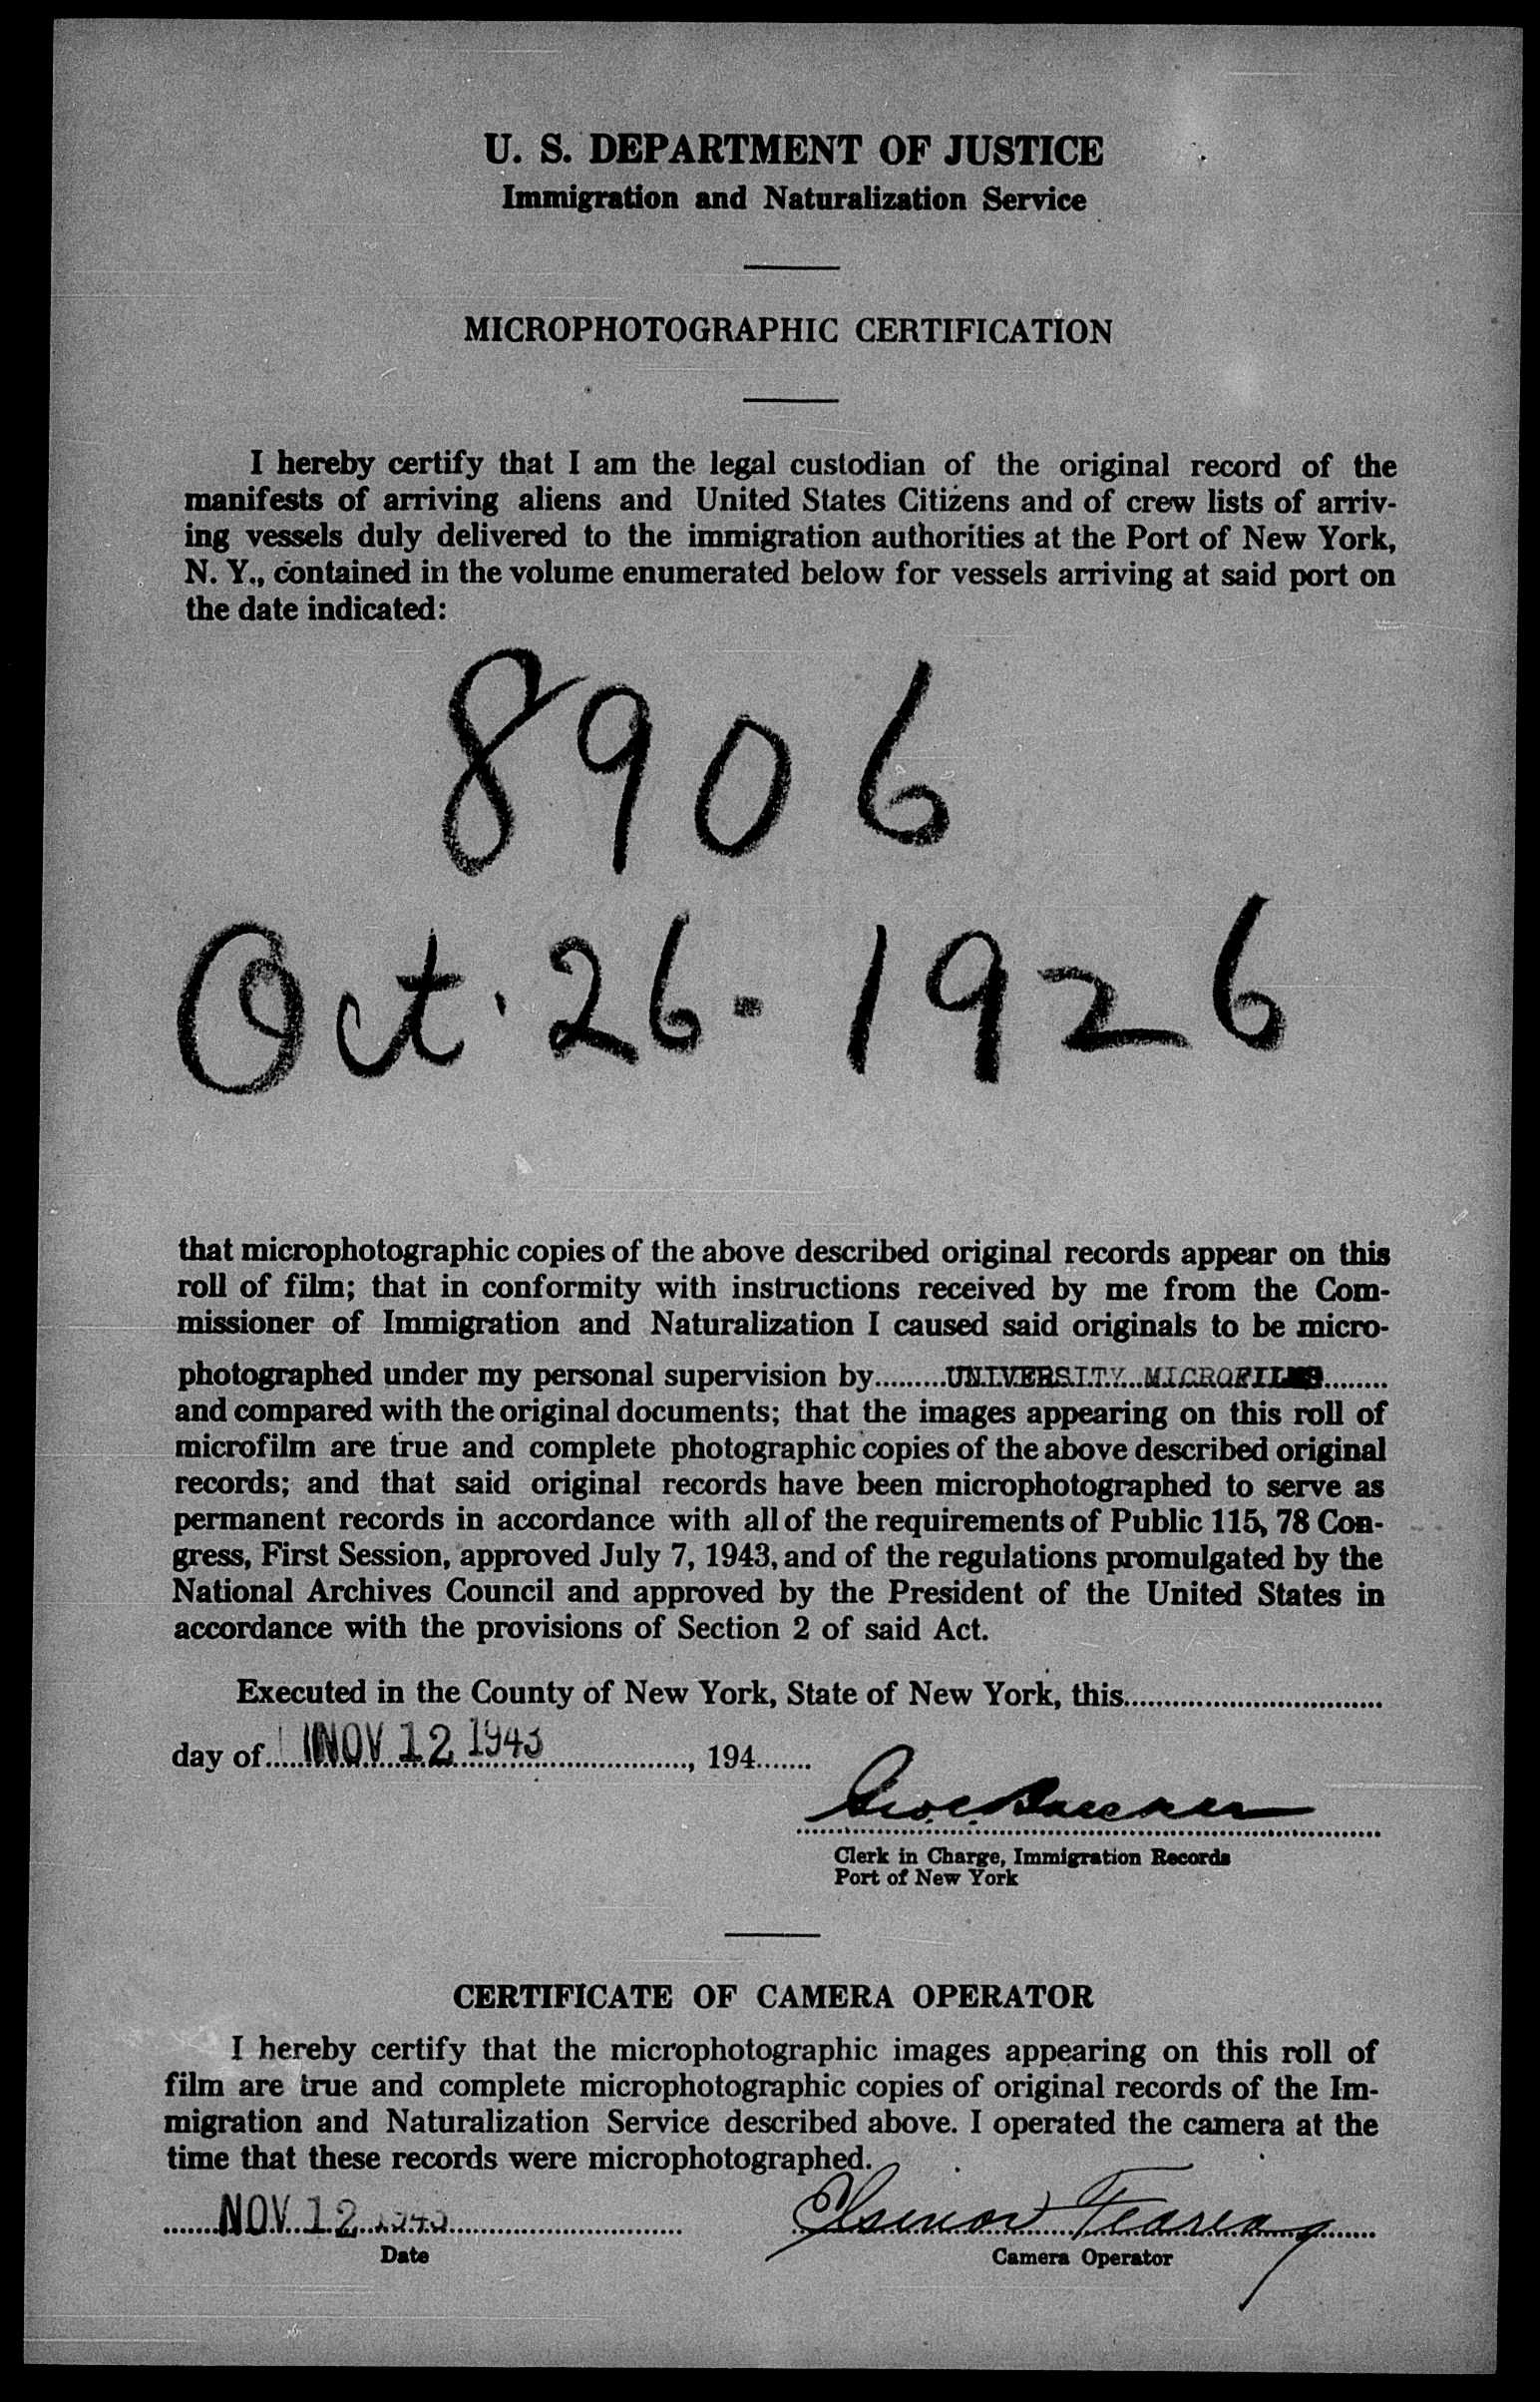 U. S. DEPARTMENT OF JUSTICE
Immigration and Naturalization Service
MICROPHOTOGRAPHIC CERTIFICATION
I hereby certify that I am the legal custodian of the original record of the
manifests of arriving aliens and United States Citizens and of crew lists of arriv-
ing vessels duly delivered to the immigration authorities at the Port of New York,
N. Y., contained in the volume enumerated below for vessels arriving at said port on
the date indicated:
8906
Oct. 26 - 1926
that microphotographic copies of the above described original records appear on this
roll of film; that in conformity with instructions received by me from the Com-
missioner of Immigration and Naturalization I caused said originals to be micro-
photographed under my personal supervision by.........UNIVERSITY MICROFILMS........
and compared with the original documents; that the images appearing on this roll of
microfilm are true and complete photographic copies of the above described original
records; and that said original records have been microphotographed to serve as
permanent records in accordance with all of the requirements of Public 115, 78 Con-
gress, First Session, approved July 7, 1943, and of the regulations promulgated by the
National Archives Council and approved by the President of the United States in
accordance with the provisions of Section 2 of said Act.
Executed in the County of New York, State of New York, this................................
day of.....NOV 12 1943.................., 194.......
Clerk in Charge, Immigration Records
Port of New York
CERTIFICATE OF CAMERA OPERATOR
I hereby certify that the microphotographic images appearing on this roll of
film are true and complete microphotographic copies of original records of the Im-
migration and Naturalization Service described above. I operated the camera at the
time that these records were microphotographed.
NOV 12 1943
Date
Camera Operator